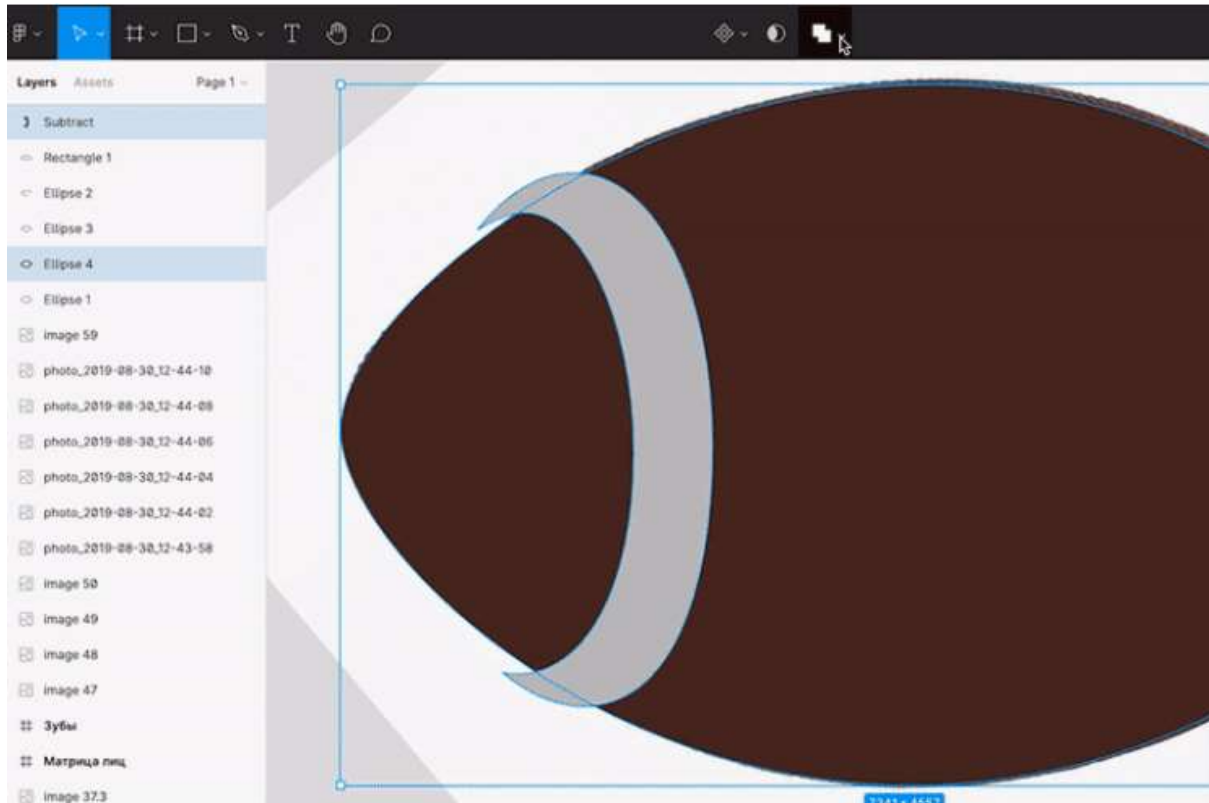 Layers Assets Page 1
Subtract
Rectangle 1
Ellipse 2
Ellipse 3
Ellipse 4
Ellipse 1
image 59
photo_2019-08-30_12-44-10
photo_2019-08-30_12-44-08
photo_2019-08-30_12-44-06
photo_2019-08-30_12-44-04
photo_2019-08-30_12-44-02
photo_2019-08-30_12-43-58
image 50
image 49
image 48
image 47
Зубы
Матрица лиц
image 37.3